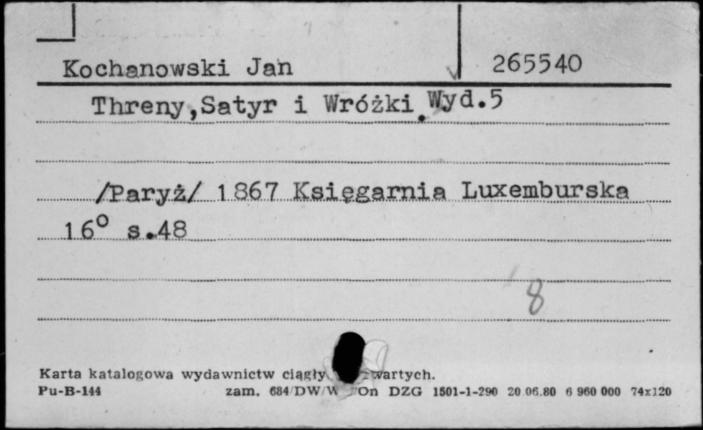 Kochanowski Jan 265540
Threny,Satyr i Wróżki.Wyd.5
/Paryż/ 1867 Księgarnia Luxemburska
16° s.48
8
Karta katalogowa wydawnictw ciągły wartych.
Pu-B-144 zam. 684/DW/W On DZG 1501-1-290 20.06.80 6 960 000 74x120